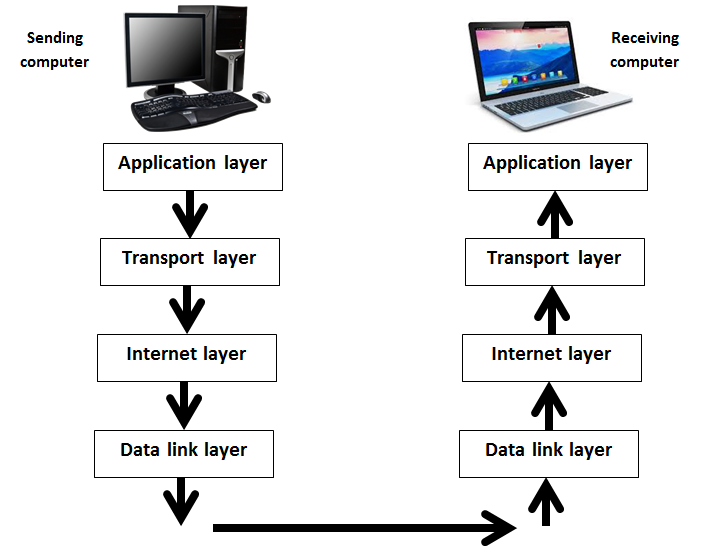 Sending
computer
Receiving
computer
Application layer
Transport layer
Internet layer
Data link layer
Application layer
Transport layer
Internet layer
Data link layer